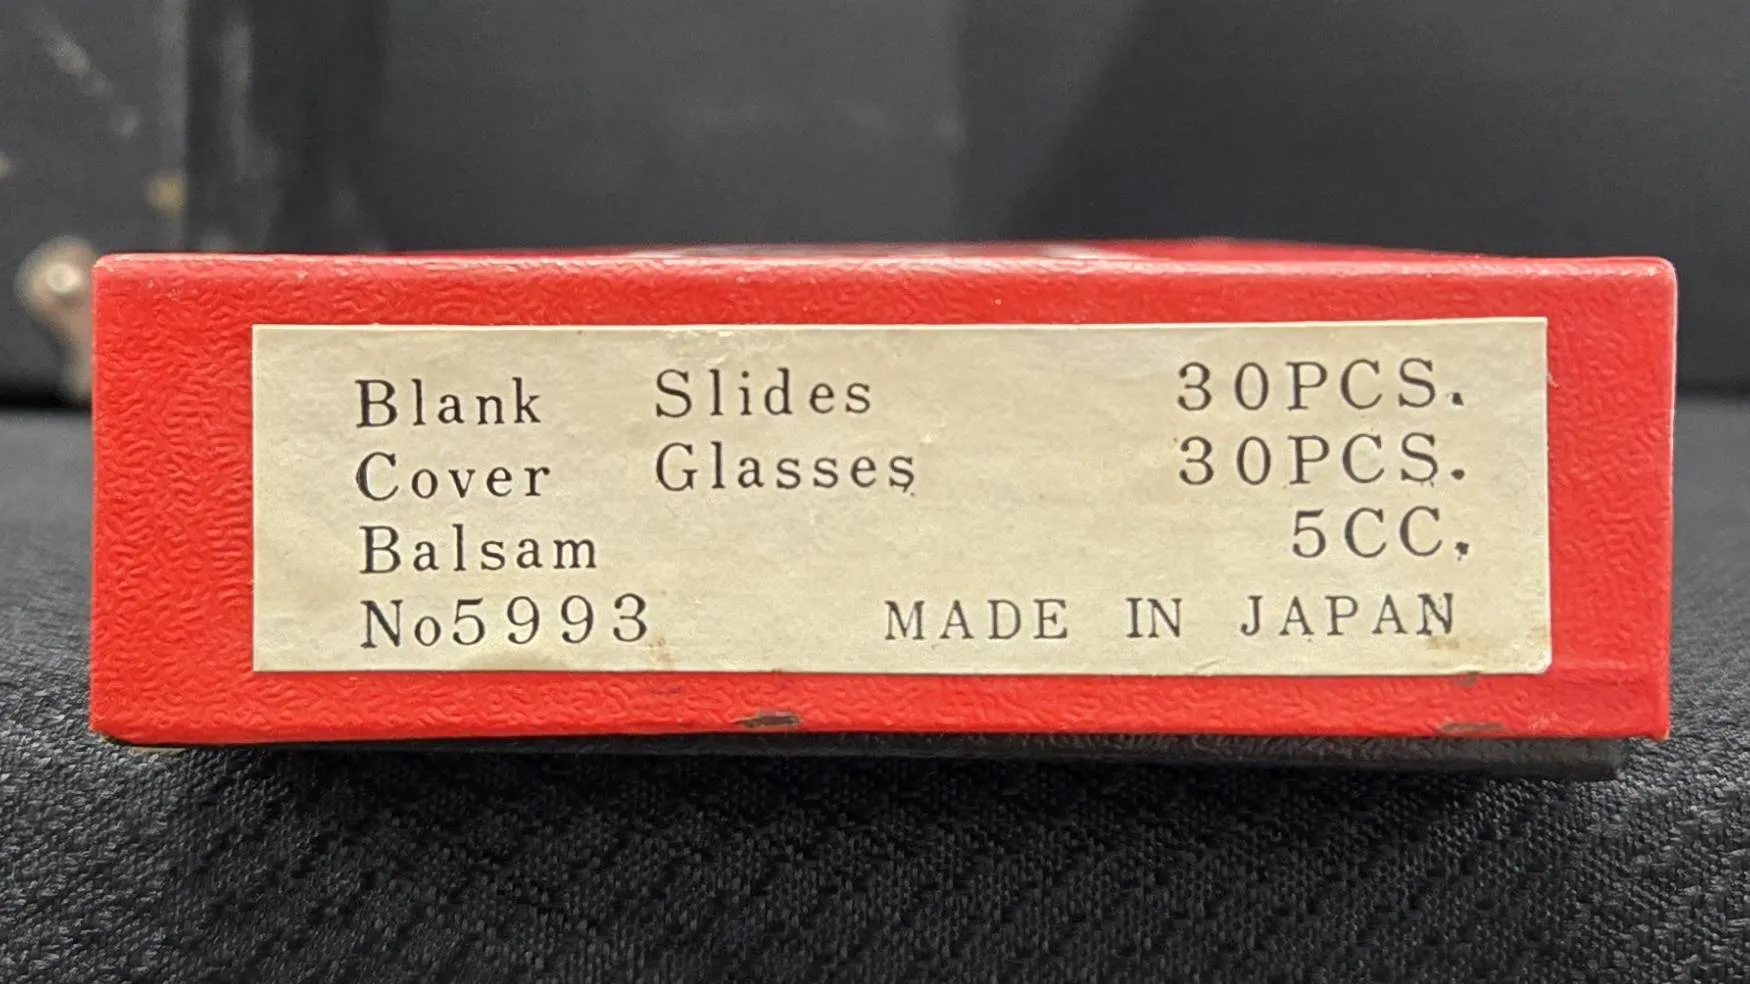 Blank Slides 30PCS.
Cover Glasses 30PCS.
Balsam 5CC.
No5993 MADE IN JAPAN